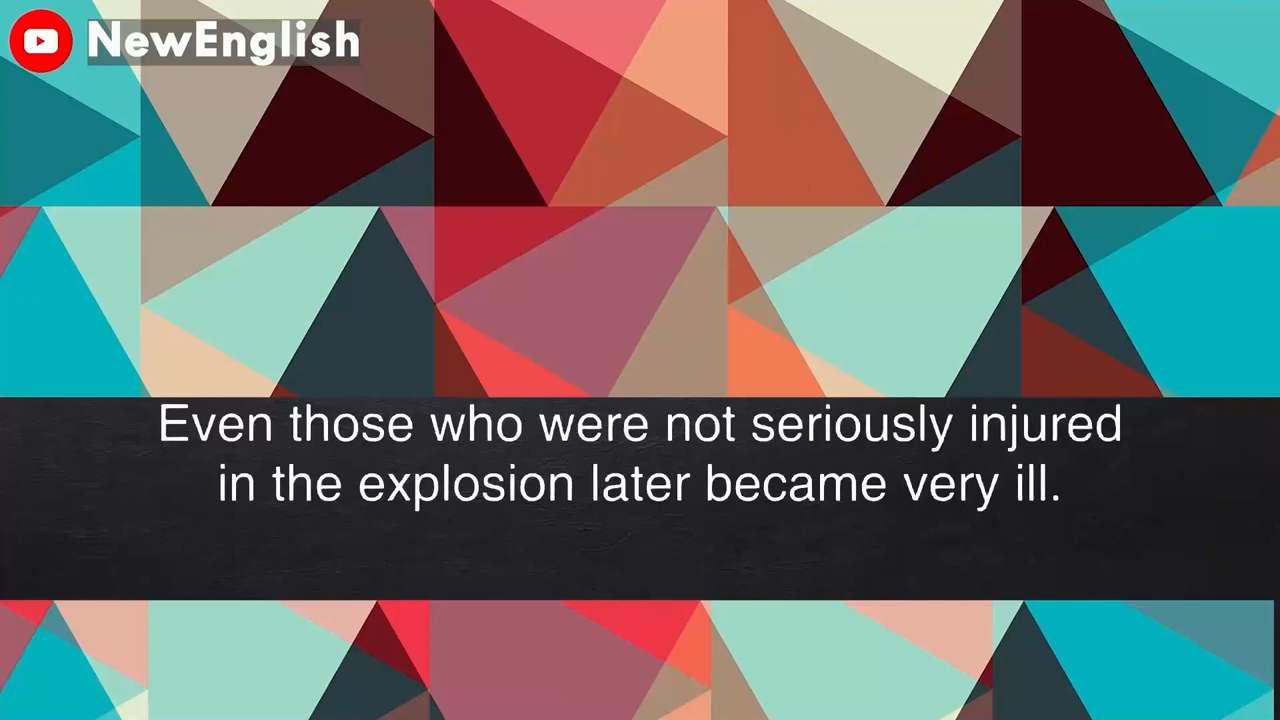 NewEnglish
Even those who were not seriously injured
in the explosion later became very ill.